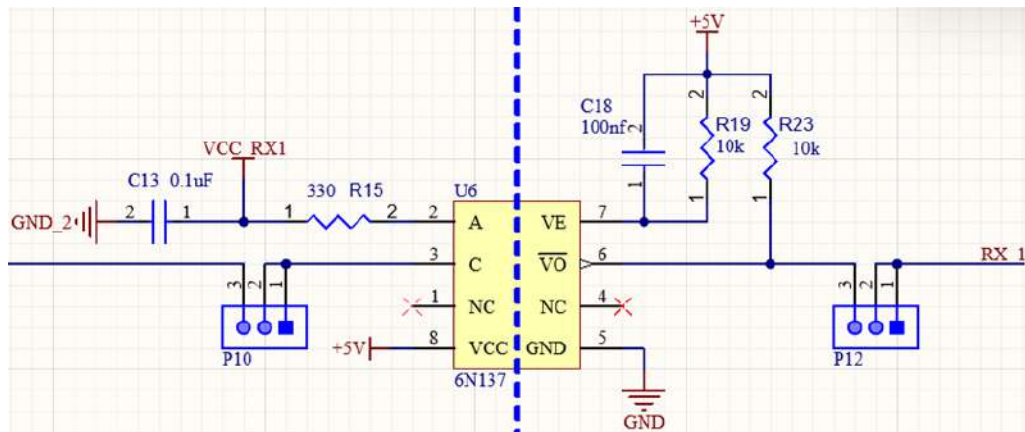 +5V
C18
100nf
2
1
2
R19
10k
1
2
R23
10k
1
VCC_RX1
C13 0.1uF
GND_2
2
1
1
330 R15
2
U6
2
A
VE
7
3
C
VO
6
RX_1
1
NC
NC
4
+5V
8
VCC
GND
5
6N137
GND
3
2
1
P10
3
2
1
P12